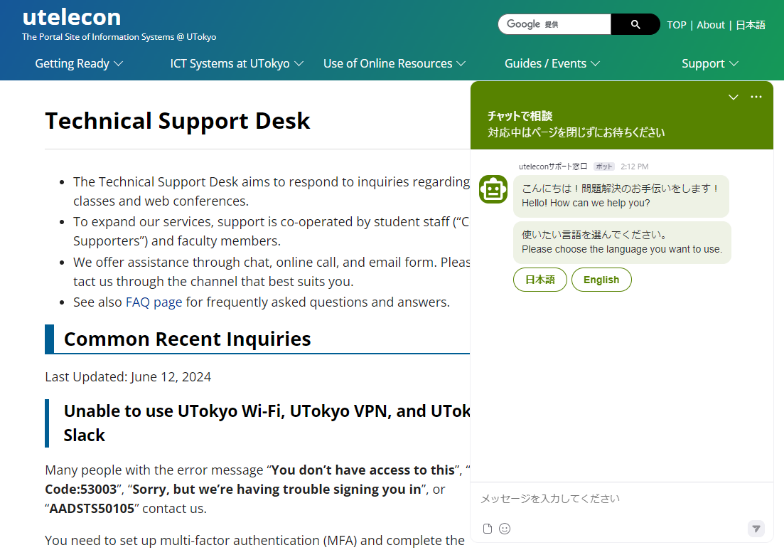 utelecon
The Portal Site of Information Systems @ UTokyo
Google 提供
TOP | About | 日本語
Getting Ready
ICT Systems at UTokyo
Use of Online Resources
Guides / Events
Support
Technical Support Desk
The Technical Support Desk aims to respond to inquiries regarding
classes and web conferences.
To expand our services, support is co-operated by student staff (“C
Supporters”) and faculty members.
We offer assistance through chat, online call, and email form. Pleas
tact us through the channel that best suits you.
See also FAQ page for frequently asked questions and answers.
Common Recent Inquiries
Last Updated: June 12, 2024
Unable to use UTokyo Wi-Fi, UTokyo VPN, and UTok
Slack
Many people with the error message “You don’t have access to this”, “
Code:53003”, “Sorry, but we’re having trouble signing you in”, or
“AADSTS50105” contact us.
You need to set up multi-factor authentication (MFA) and complete the
チャットで相談
対応中はページを閉じずにお待ちください
uteleconサポート窓口 ボット 2:12 PM
こんにちは！問題解決のお手伝いをします！
Hello! How can we help you?
使いたい言語を選んでください。
Please choose the language you want to use.
日本語
English
メッセージを入力してください